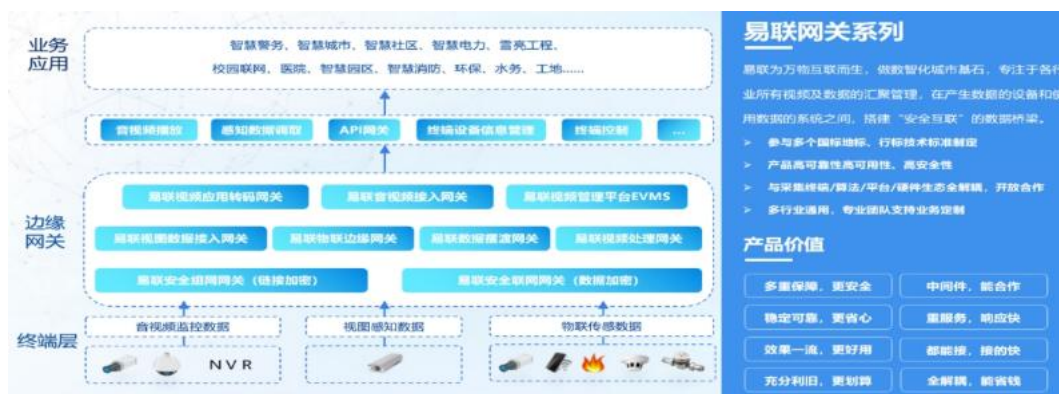 业务
应用
智慧警务、智慧城市、智慧社区、智慧电力、雪亮工程、
校园联网、医院、智慧园区、智慧消防、环保、水务、工地......
音视频播放
感知数据调取
API网关
终端设备信息管理
终端控制
...
边缘
网关
易联视频应用转码网关
易联音视频接入网关
易联视频管理平台EVMS
易联视图数据接入网关
易联物联边缘网关
易联数据摆渡网关
易联视频处理网关
易联安全组网网关（链接加密）
易联安全联网网关（数据加密）
终端层
音视频监控数据
视图感知数据
物联传感数据
NVR
易联网关系列
易联为万物互联而生，做数智化城市基石，专注于各行
业所有视频及数据的汇聚管理，在产生数据的设备和使
用数据的系统之间，搭建“安全互联”的数据桥梁。
➢ 参与多个国标地标、行标技术标准制定
➢ 产品高可靠性高可用性、高安全性
➢ 与采集终端/算法/平台/硬件生态全解耦，开放合作
➢ 多行业通用，专业团队支持业务定制
产品价值
多重保障，更安全
中间件，能合作
稳定可靠，更省心
重服务，响应快
效果一流，更好用
都能接，接的快
充分利旧，更划算
全解耦，能省钱